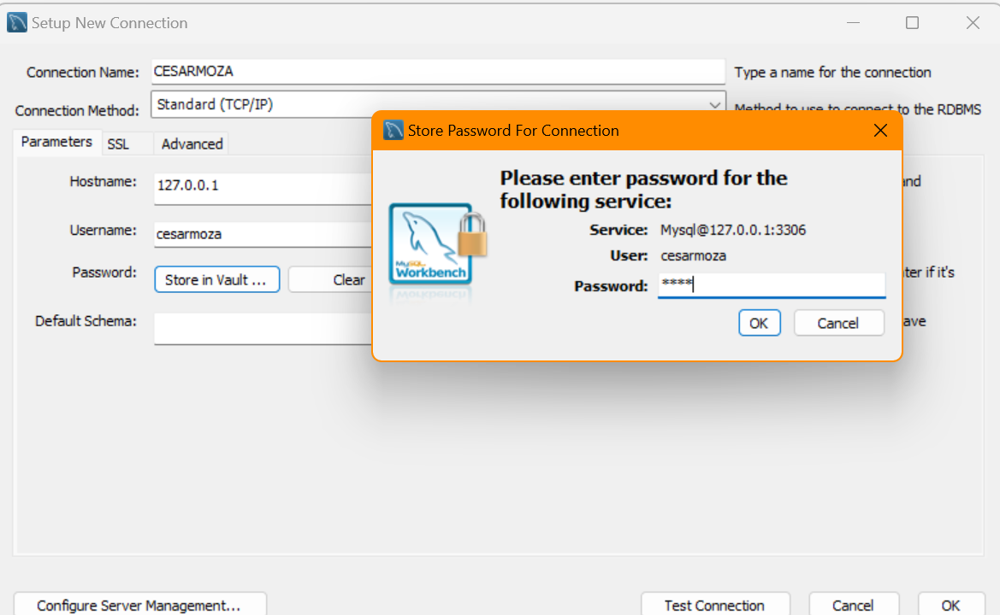 Setup New Connection
Connection Name: CESARMOZA Type a name for the connection
Connection Method: Standard (TCP/IP) Method to use to connect to the RDBMS
Parameters SSL Advanced
Hostname: 127.0.0.1 and
Username: cesarmoza
Password: Store in Vault ... Clear
Default Schema:
Store Password For Connection
Please enter password for the
following service:
Service: Mysql@127.0.0.1:3306
User: cesarmoza
Password: ****
OK Cancel
MySQL
Workbench
if it's
Configure Server Management... Test Connection Cancel OK